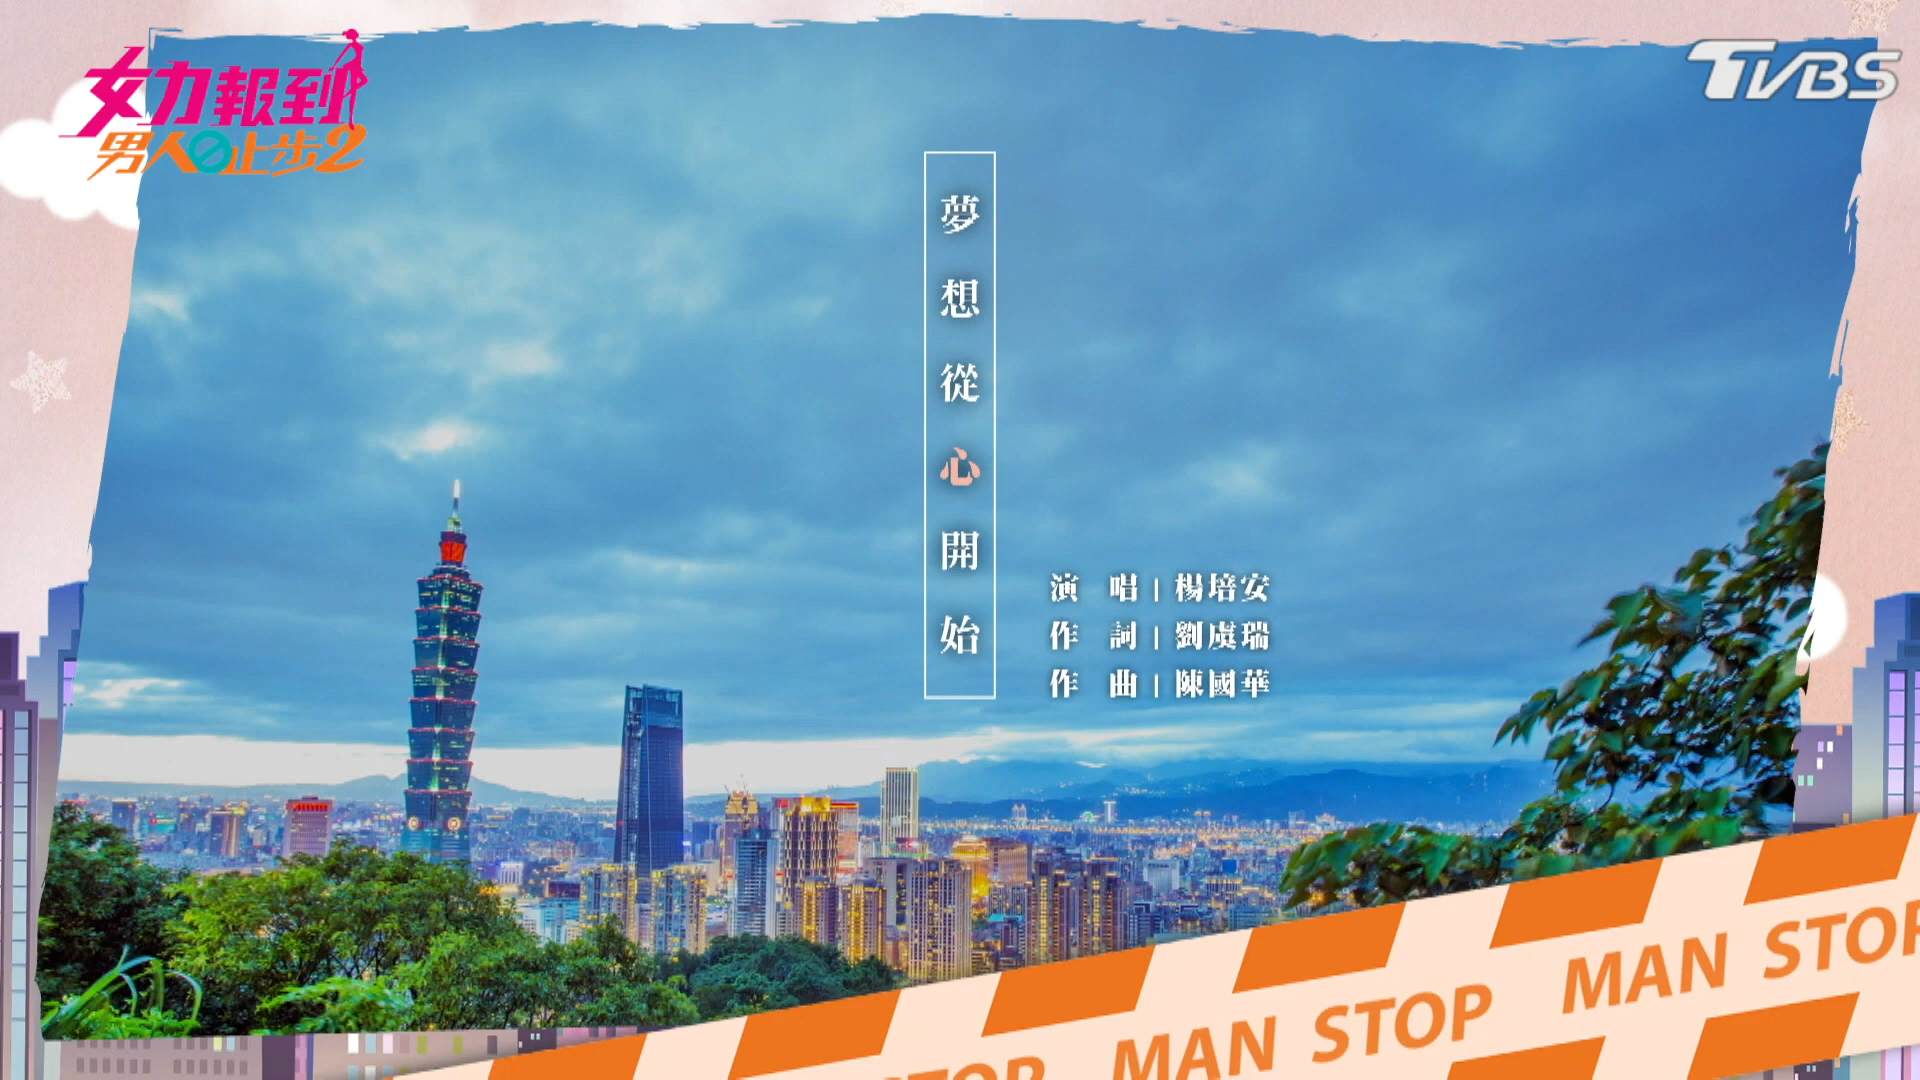 女力報到
男人止步2
TVBS
夢想從心開始
演 唱 | 楊培安
作 詞 | 劉虞瑞
作 曲 | 陳國華
MAN STOP
MAN STOP